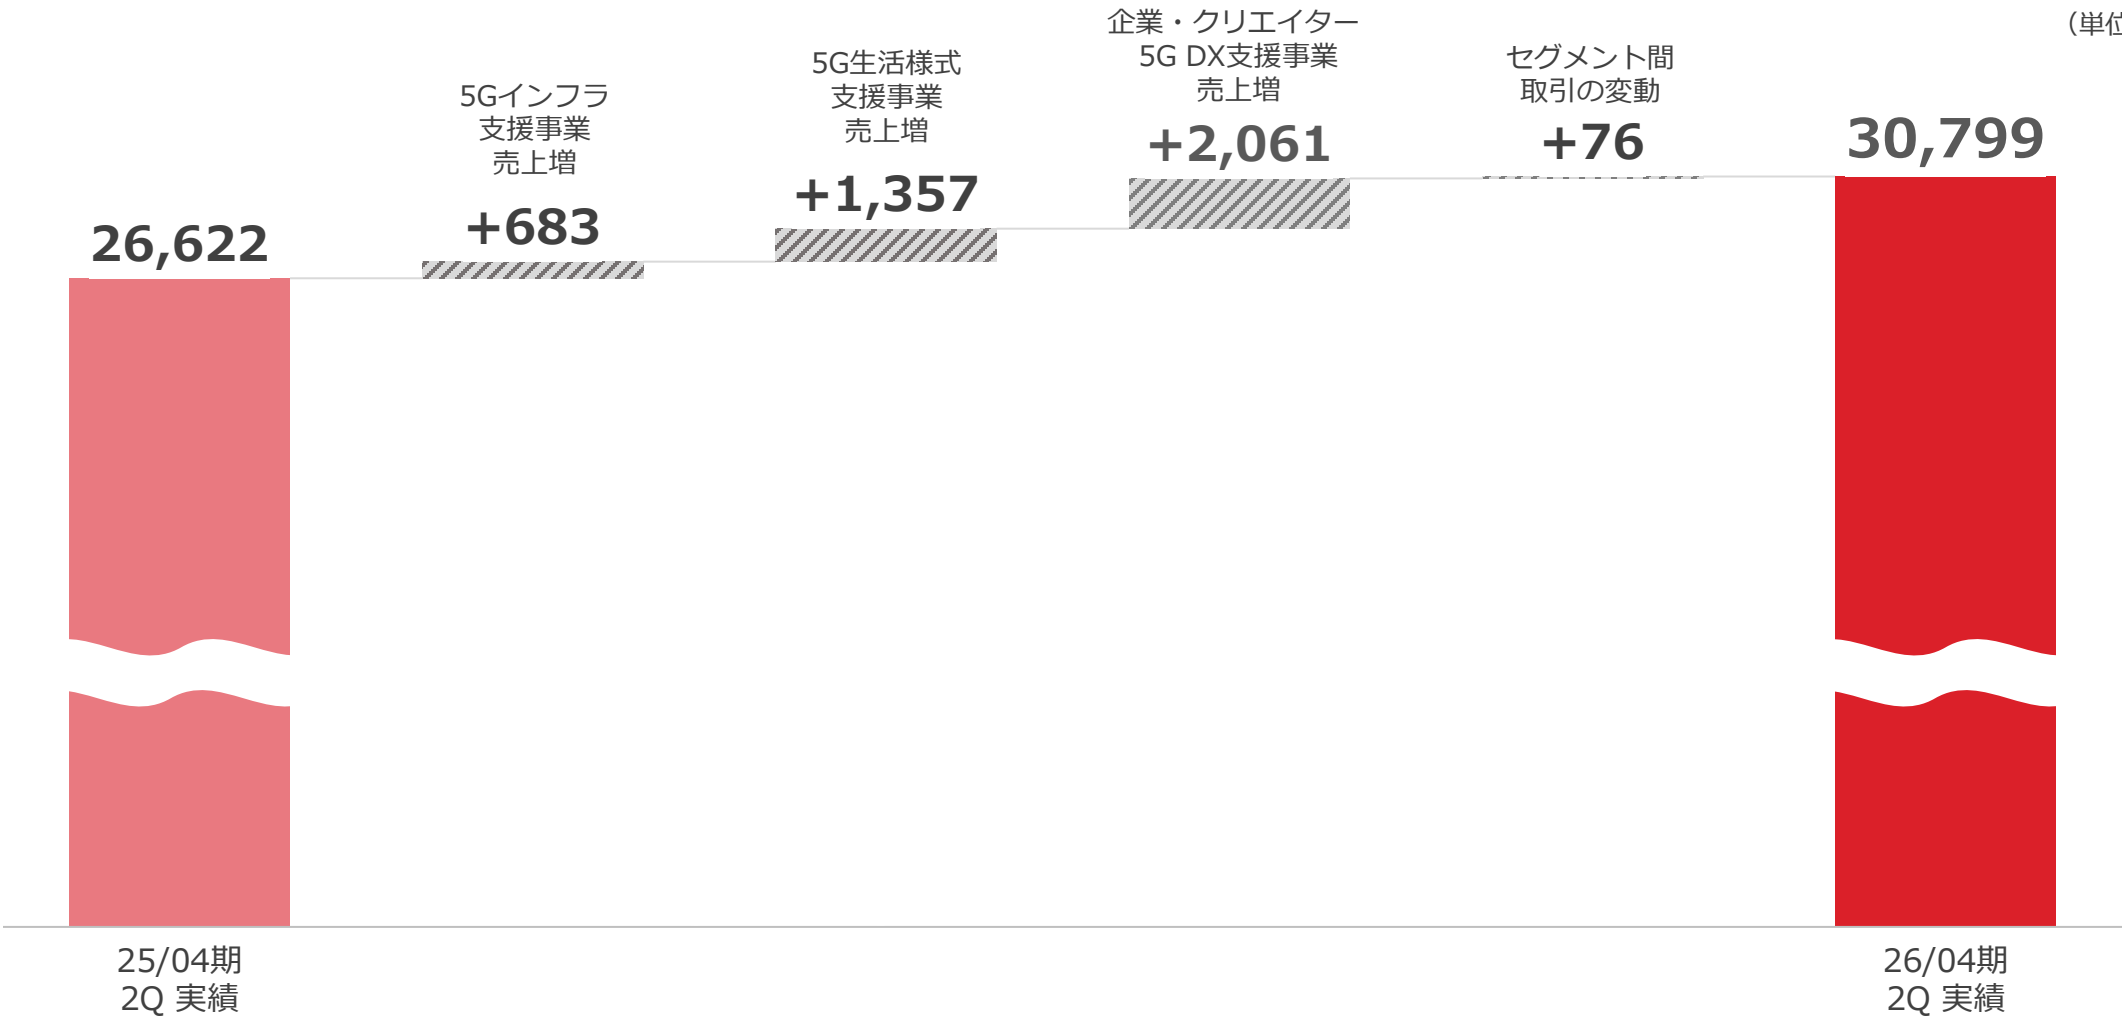 （単位
企業・クリエイター
5G DX支援事業
売上増
+2,061
5G生活様式
支援事業
売上増
+1,357
セグメント間
取引の変動
+76
5Gインフラ
支援事業
売上増
+683
30,799
26,622
25/04期
2Q 実績
26/04期
2Q 実績